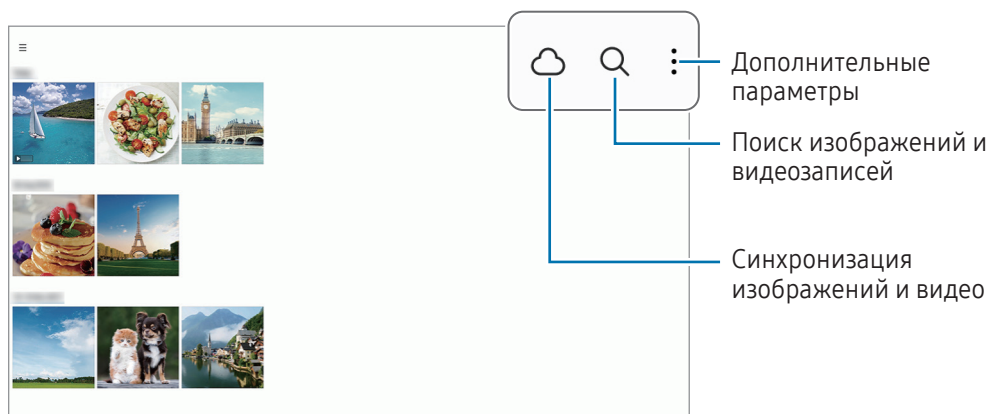 Дополнительные
параметры
Поиск изображений и
видеозаписей
Синхронизация
изображений и видео